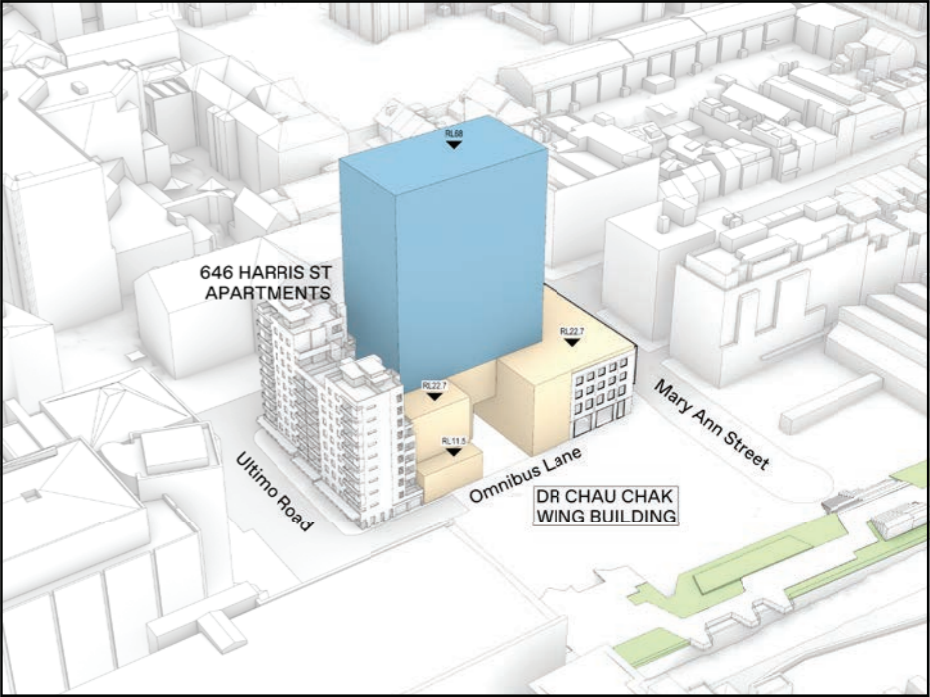 RL58
646 HARRIS ST
APARTMENTS
RL22.7
RL22.7
RL11.5
Mary Ann Street
Ultimo Road
Omnibus Lane
DR CHAU CHAK
WING BUILDING